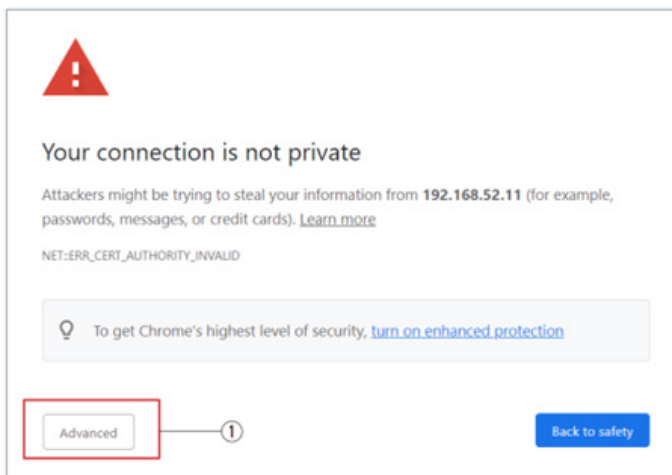 Your connection is not private
Attackers might be trying to steal your information from 192.168.52.11 (for example,
passwords, messages, or credit cards). Learn more
NET::ERR_CERT_AUTHORITY_INVALID
To get Chrome's highest level of security, turn on enhanced protection
Advanced
①
Back to safety